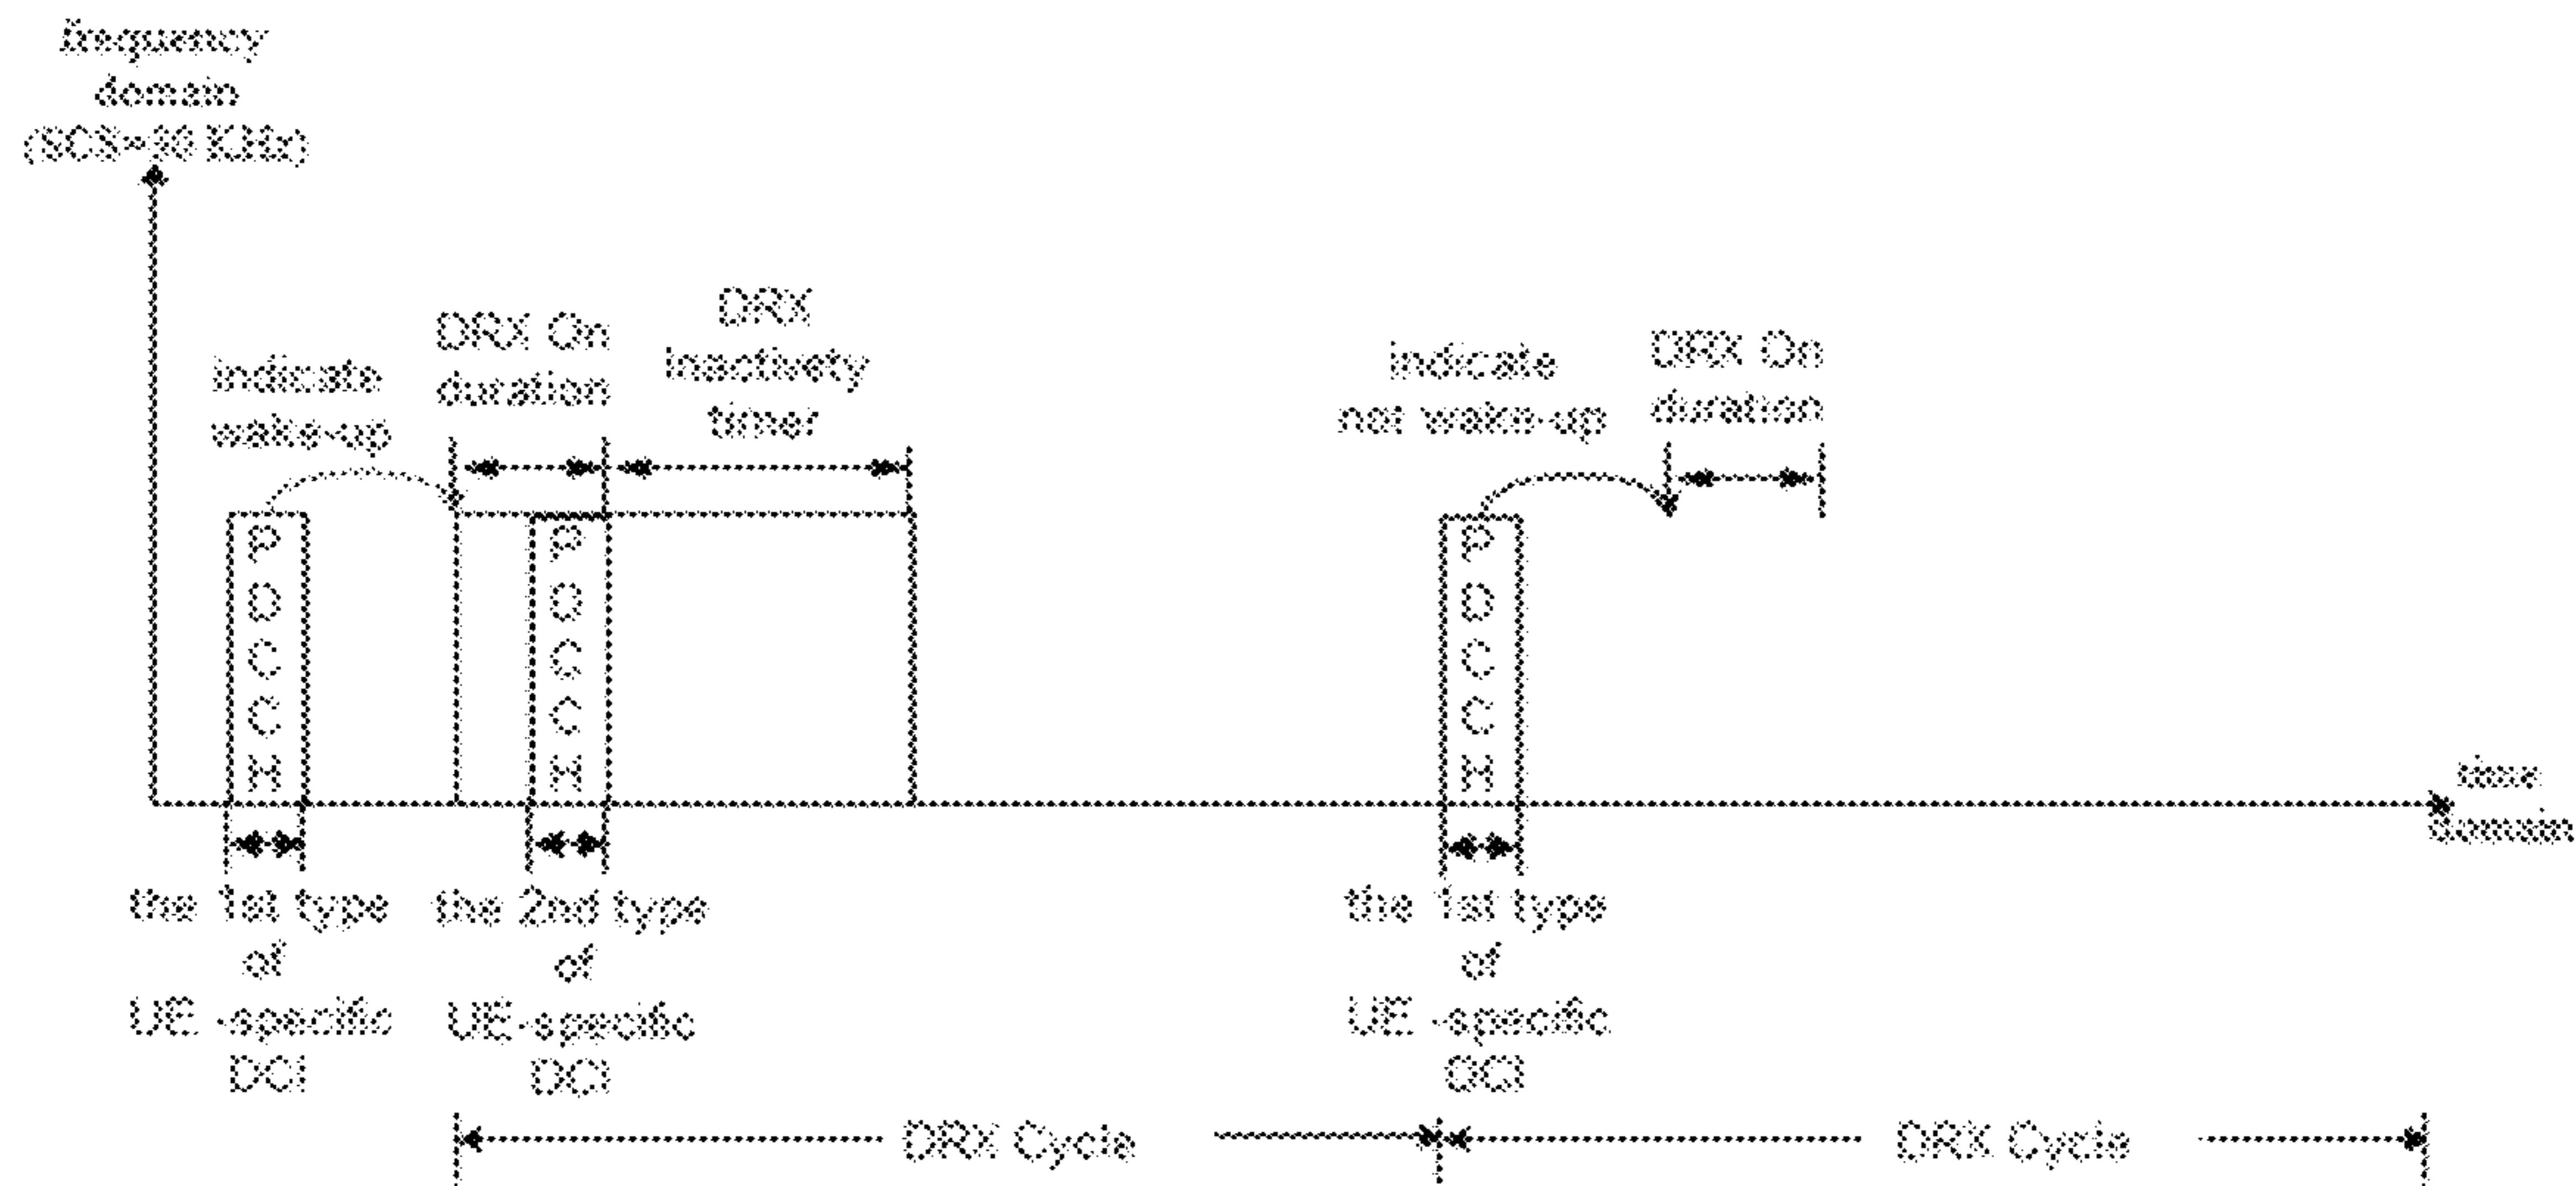 frequency
domain
(SCS=30 KHz)
indicate
wake-up
DRX On
duration
DRX
inactivety
timer
indicate
not wake-up
DRX On
duration
P
D
C
C
H
P
D
C
C
H
P
D
C
C
H
time
domain
the 1st type
of
UE -specific
DCI
the 2nd type
of
UE-specific
DCI
the 1st type
of
UE -specific
DCI
DRX Cycle
DRX Cycle